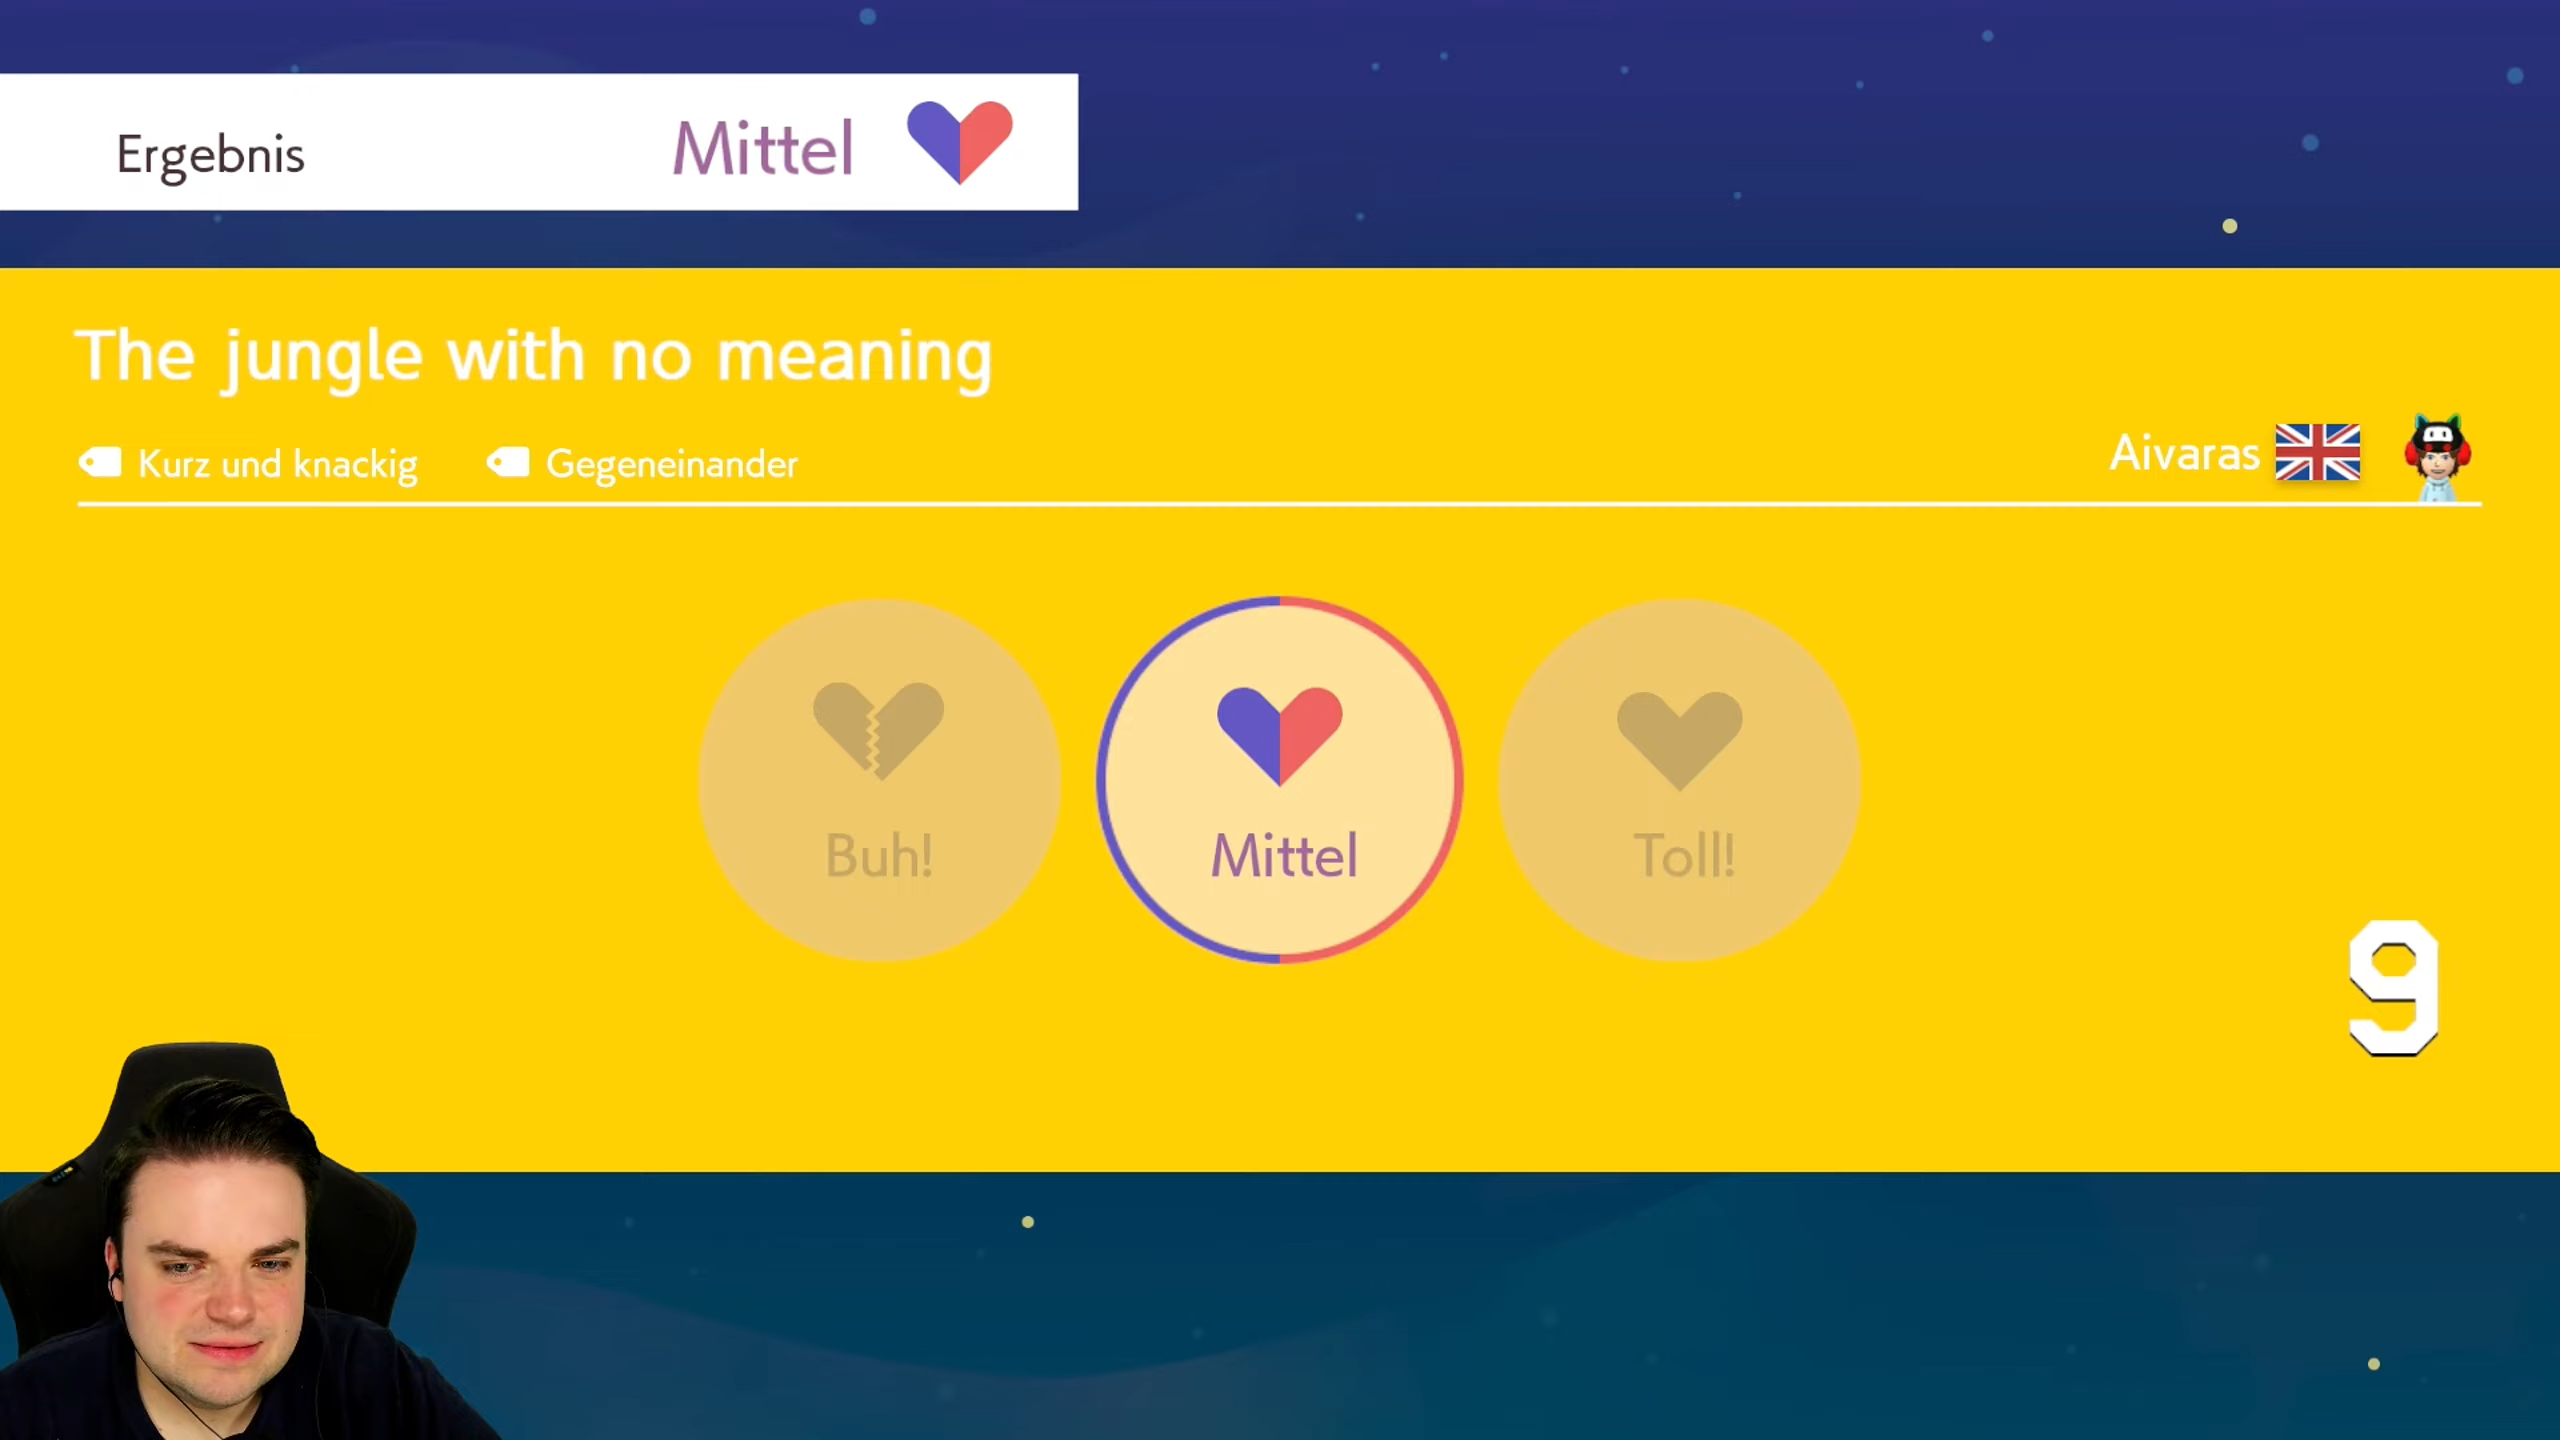 Ergebnis
Mittel
The jungle with no meaning
Kurz und knackig
Gegeneinander
Aivaras
Buh!
Mittel
Toll!
9